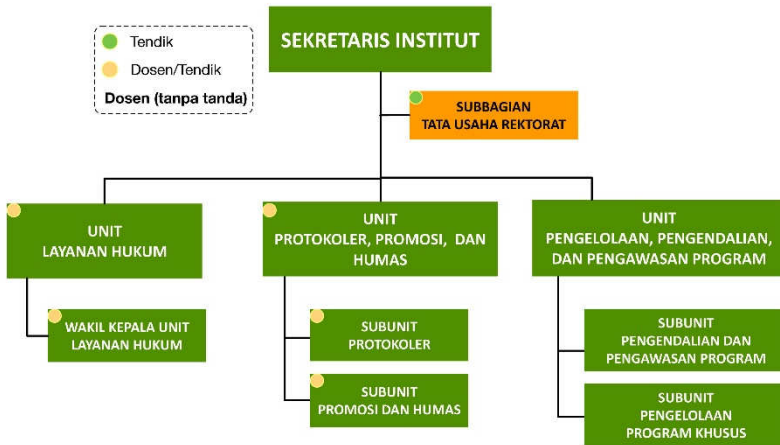 Tendik
Dosen/Tendik
Dosen (tanpa tanda)
SEKRETARIS INSTITUT
SUBBAGIAN
TATA USAHA REKTORAT
UNIT
LAYANAN HUKUM
WAKIL KEPALA UNIT
LAYANAN HUKUM
UNIT
PROTOKOLER, PROMOSI, DAN
HUMAS
SUBUNIT
PROTOKOLER
SUBUNIT
PROMOSI DAN HUMAS
UNIT
PENGELOLAAN, PENGENDALIAN,
DAN PENGAWASAN PROGRAM
SUBUNIT
PENGENDALIAN DAN
PENGAWASAN PROGRAM
SUBUNIT
PENGELOLAAN
PROGRAM KHUSUS